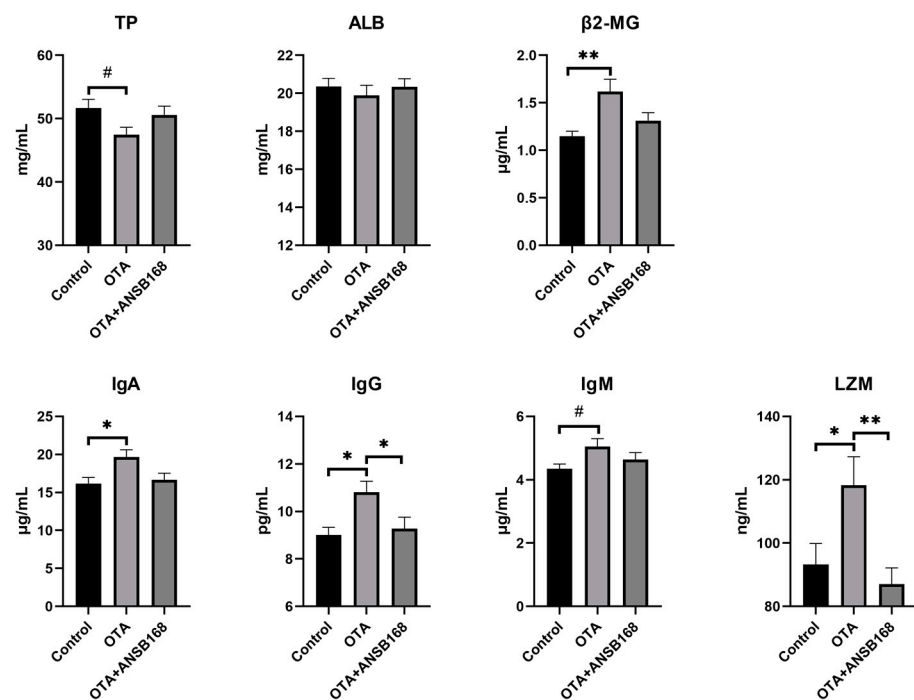 TP
60
50
40
30
mg/mL
#
Control
OTA
OTA+ANSB168
ALB
22
20
18
16
14
12
mg/mL
Control
OTA
OTA+ANSB168
β2-MG
2.0
1.5
1.0
0.5
0.0
μg/mL
**
Control
OTA
OTA+ANSB168
IgA
25
20
15
10
5
0
μg/mL
*
Control
OTA
OTA+ANSB168
IgG
14
12
10
8
6
pg/mL
*
*
Control
OTA
OTA+ANSB168
IgM
6
4
2
0
μg/mL
#
Control
OTA
OTA+ANSB168
LZM
140
120
100
80
ng/mL
*
**
Control
OTA
OTA+ANSB168